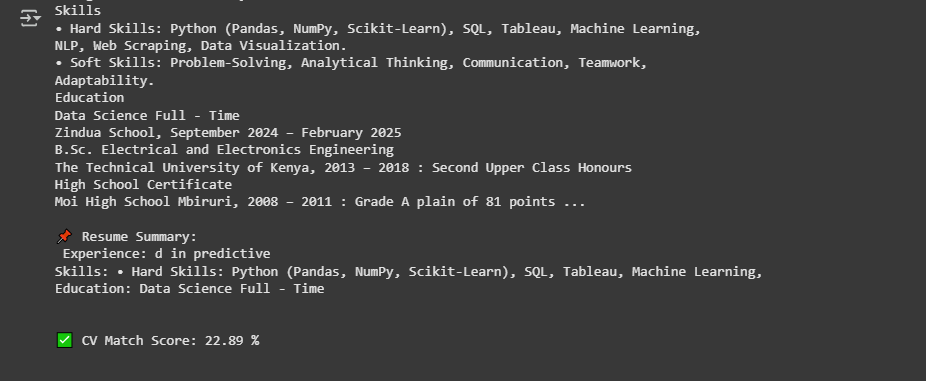 Skills
• Hard Skills: Python (Pandas, NumPy, Scikit-Learn), SQL, Tableau, Machine Learning,
NLP, Web Scraping, Data Visualization.
• Soft Skills: Problem-Solving, Analytical Thinking, Communication, Teamwork,
Adaptability.
Education
Data Science Full - Time
Zindua School, September 2024 – February 2025
B.Sc. Electrical and Electronics Engineering
The Technical University of Kenya, 2013 – 2018 : Second Upper Class Honours
High School Certificate
Moi High School Mbiruri, 2008 – 2011 : Grade A plain of 81 points ...
📌 Resume Summary:
Experience: d in predictive
Skills: • Hard Skills: Python (Pandas, NumPy, Scikit-Learn), SQL, Tableau, Machine Learning,
Education: Data Science Full - Time
✅ CV Match Score: 22.89 %